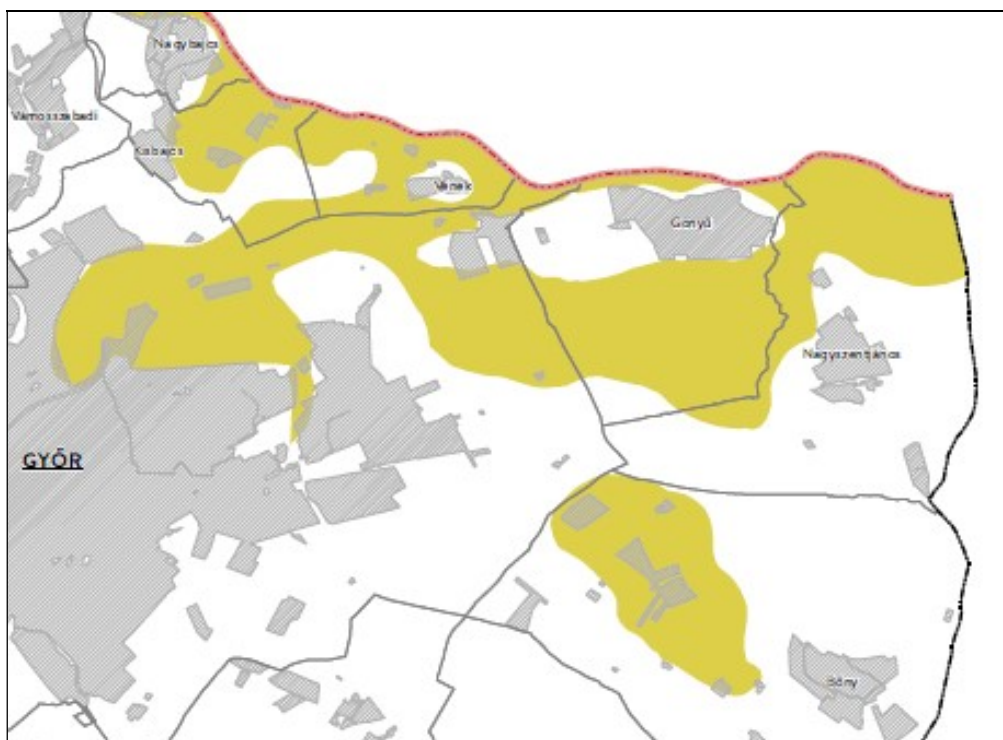 Nagybajcs
Vámosszabadi
Kisbajcs
Vének
Gönyű
Nagyszentjános
GYŐR
Bőny